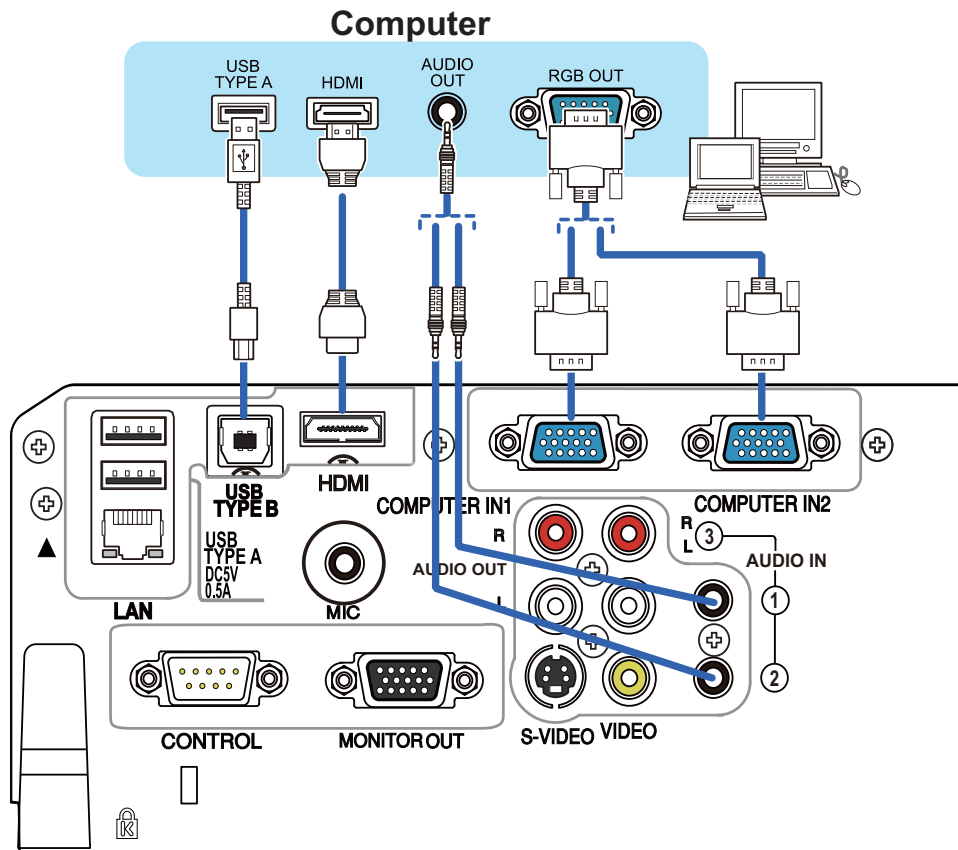 Computer
USB
TYPE A
HDMI
AUDIO
OUT
RGB OUT
USB
TYPE B
HDMI
COMPUTER IN1
COMPUTER IN2
USB
TYPE A
DC5V
0.5A
LAN
MIC
R
AUDIO OUT
L
R
L
3
AUDIO IN
1
2
CONTROL
MONITOR OUT
S-VIDEO
VIDEO
K